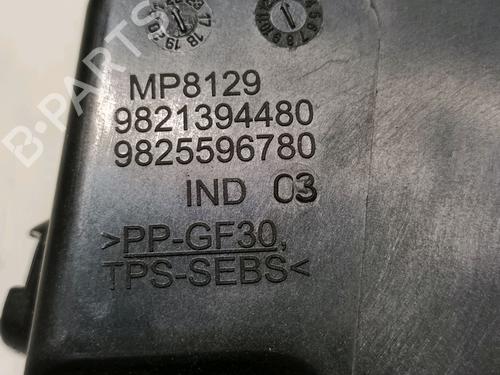 MP8129
9821394480
9825596780
IND 03
>PP-GF30,
TPS-SEBS<
B-PARTS